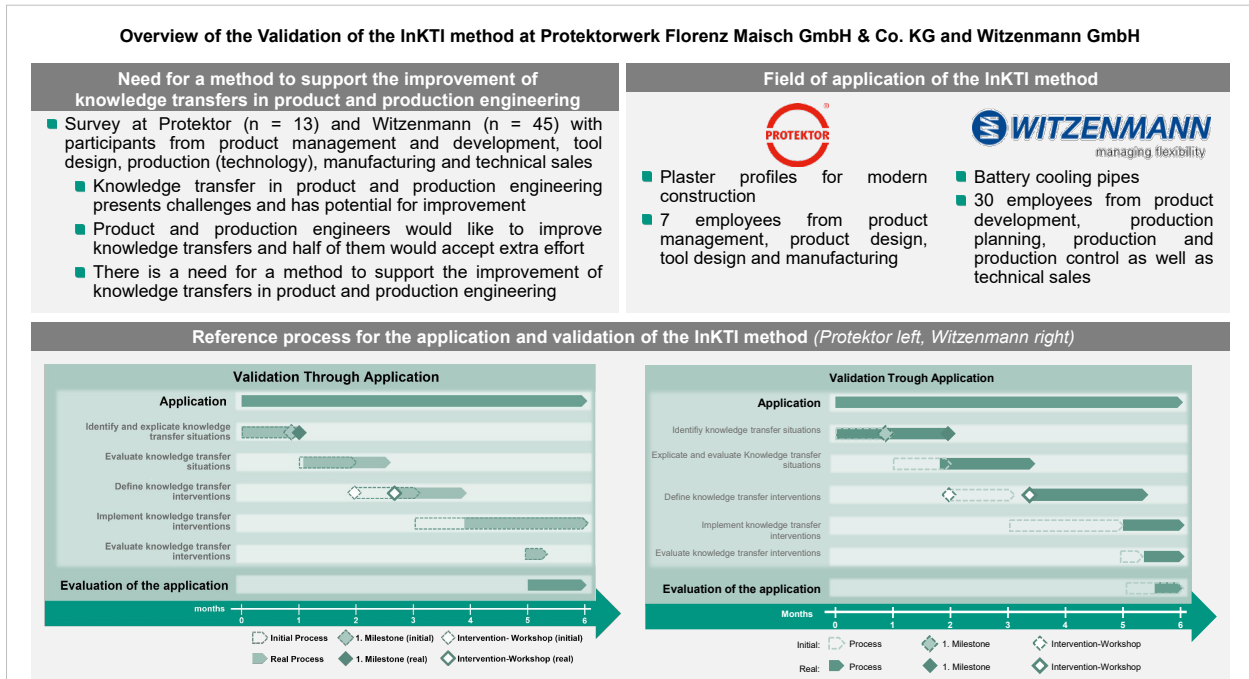 Overview of the Validation of the InKTI method at Protektorwerk Florenz Maisch GmbH & Co. KG and Witzenmann GmbH
Need for a method to support the improvement of
knowledge transfers in product and production engineering
Survey at Protektor (n = 13) and Witzenmann (n = 45) with
participants from product management and development, tool
design, production (technology), manufacturing and technical sales
Knowledge transfer in product and production engineering
presents challenges and has potential for improvement
Product and production engineers would like to improve
knowledge transfers and half of them would accept extra effort
There is a need for a method to support the improvement of
knowledge transfers in product and production engineering
Field of application of the InKTI method
PROTEKTOR
®
Plaster profiles for modern
construction
7 employees from product
management, product design,
tool design and manufacturing
WITZENMANN
managing flexibility
Battery cooling pipes
30 employees from product
development, production
planning, production and
production control as well as
technical sales
Reference process for the application and validation of the InKTI method (Protektor left, Witzenmann right)
Validation Through Application
Application
Identify and explicate knowledge
transfer situations
Evaluate knowledge transfer
situations
Define knowledge transfer
interventions
Implement knowledge transfer
interventions
Evaluate knowledge transfer
interventions
Evaluation of the application
months
0 1 2 3 4 5 6
Initial Process 1. Milestone (initial) Intervention- Workshop (initial)
Real Process 1. Milestone (real) Intervention-Workshop (real)
Validation Trough Application
Application
Identifiy knowledge transfer situations
Explicate and evaluate Knowledge transfer
situations
Define knowledge transfer interventions
Implement knowledge transfer
interventions
Evaluate knowledge transfer interventions
Evaluation of the application
Months
0 1 2 3 4 5 6
Initial: Process 1. Milestone Intervention-Workshop
Real: Process 1. Milestone Intervention-Workshop